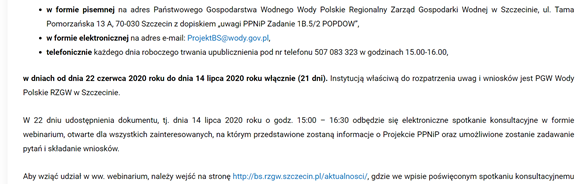 • w formie pisemnej na adres Państwowego Gospodarstwa Wodnego Wody Polskie Regionalny Zarząd Gospodarki Wodnej w Szczecinie, ul. Tama
Pomorzańska 13 A, 70-030 Szczecin z dopiskiem „uwagi PPNiP Zadanie 1B.5/2 POPDOW”,
• w formie elektronicznej na adres e-mail: ProjektBS@wody.gov.pl,
• telefonicznie każdego dnia roboczego trwania upublicznienia pod nr telefonu 507 083 323 w godzinach 15.00-16.00,
w dniach od dnia 22 czerwca 2020 roku do dnia 14 lipca 2020 roku włącznie (21 dni). Instytucją właściwą do rozpatrzenia uwag i wniosków jest PGW Wody
Polskie RZGW w Szczecinie.
W 22 dniu udostępnienia dokumentu, tj. dnia 14 lipca 2020 roku o godz. 15:00 – 16:30 odbędzie się elektroniczne spotkanie konsultacyjne w formie
webinarium, otwarte dla wszystkich zainteresowanych, na którym przedstawione zostaną informacje o Projekcie PPNiP oraz umożliwione zostanie zadawanie
pytań i składanie wniosków.
Aby wziąć udział w ww. webinarium, należy wejść na stronę http://bs.rzgw.szczecin.pl/aktualnosci/, gdzie we wpisie poświęconym spotkaniu konsultacyjnemu